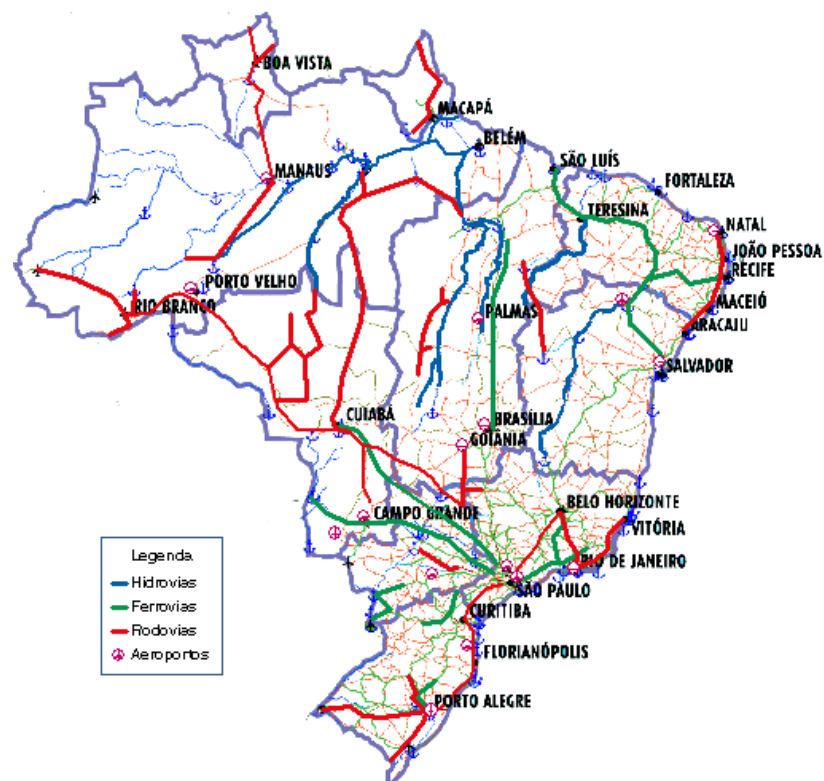 BOA VISTA
MACAPÁ
BELÉM
SÃO LUÍS
MANAUS
FORTALEZA
TERESINA
NATAL
JOÃO PESSOA
RECIFE
PORTO VELHO
RIO BRANCO
PALMAS
MACEIÓ
ARACAJU
SALVADOR
CUIABÁ
BRASÍLIA
GOIÂNIA
BELO HORIZONTE
CAMPO GRANDE
VITÓRIA
RIO DE JANEIRO
SÃO PAULO
CURITIBA
FLORIANÓPOLIS
PORTO ALEGRE
Legenda
Hidrovias
Ferrovias
Rodovias
Aeroportos